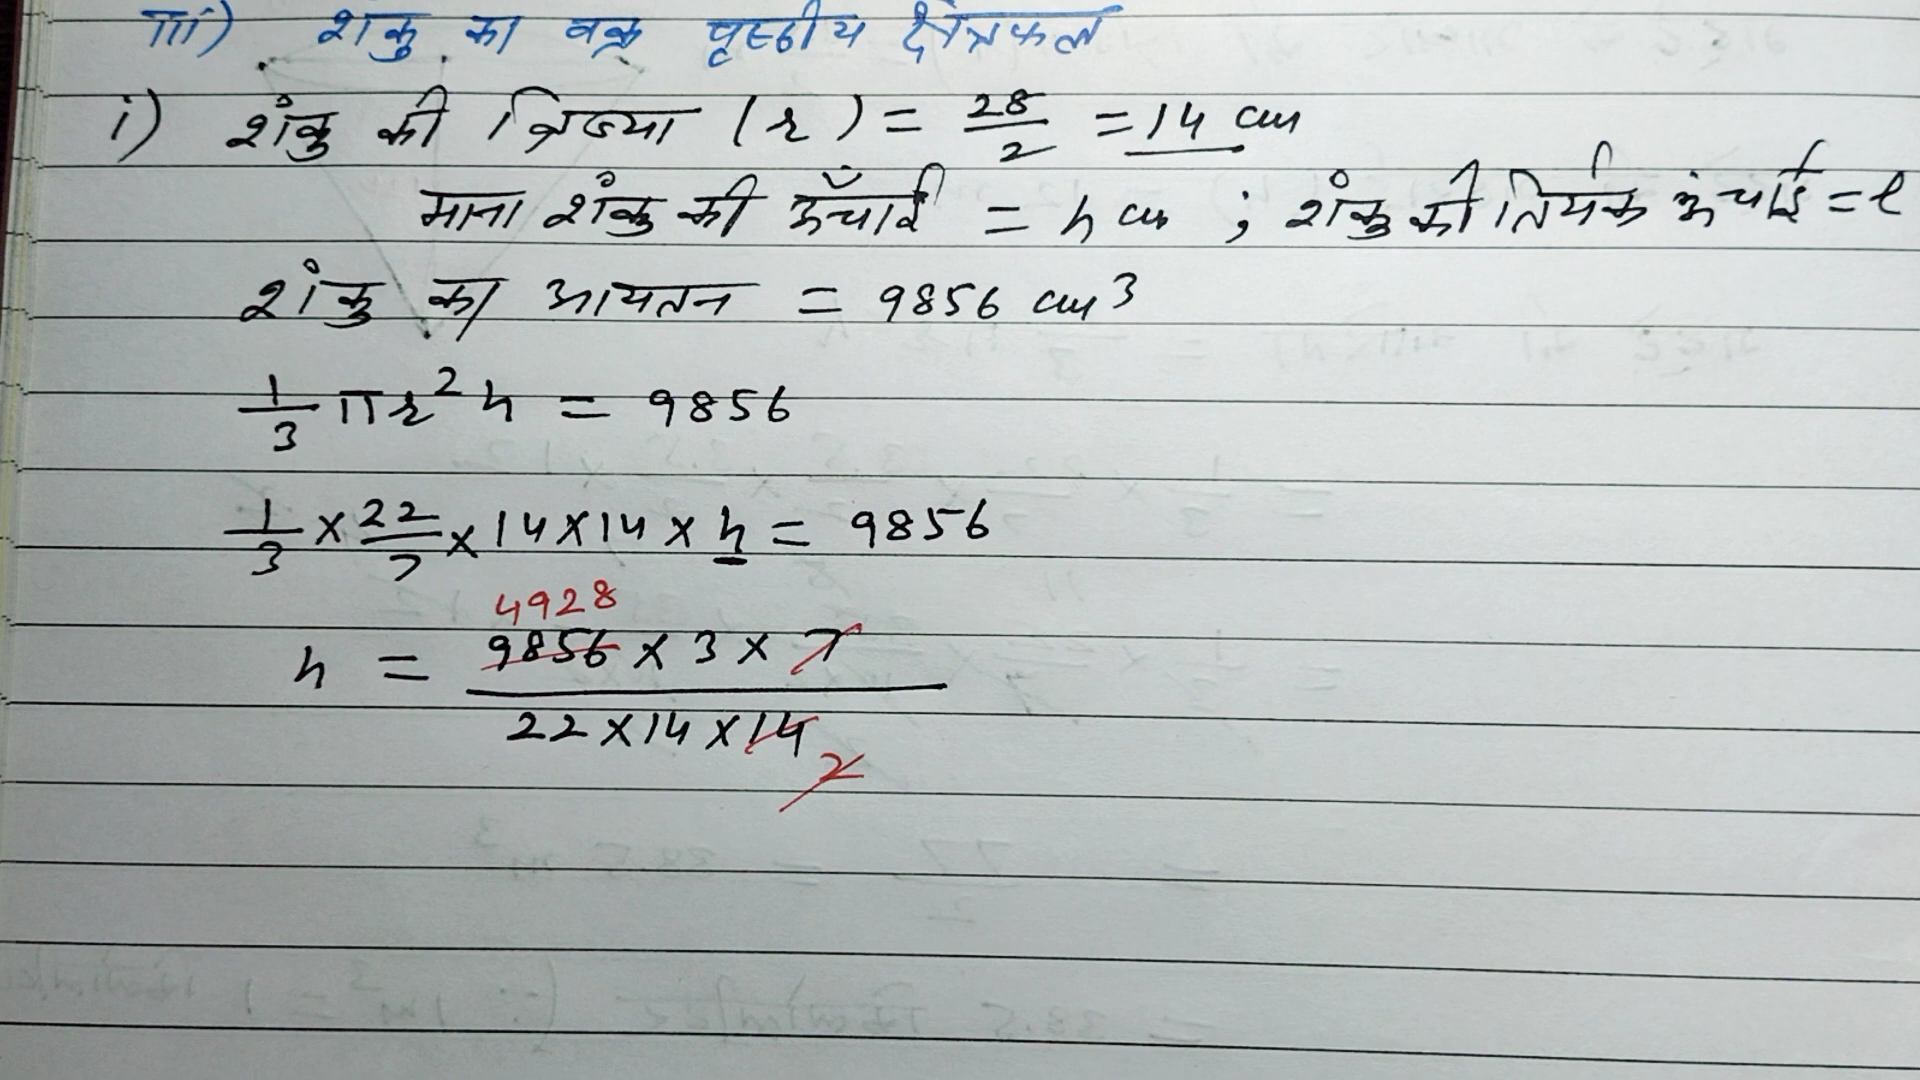 iii) शंकु का वक्र पृष्ठीय क्षेत्रफल
i) शंकु की त्रिज्या (r) = 28/2 = 14 cm
माना शंकु की ऊँचाई = h cm ; शंकु की तिर्यक ऊंचाई = l
शंकु का आयतन = 9856 cm³
1/3 πr²h = 9856
1/3 × 22/7 × 14 × 14 × h = 9856
4928
h = 9856 × 3 × 7
22 × 14 × 14
2